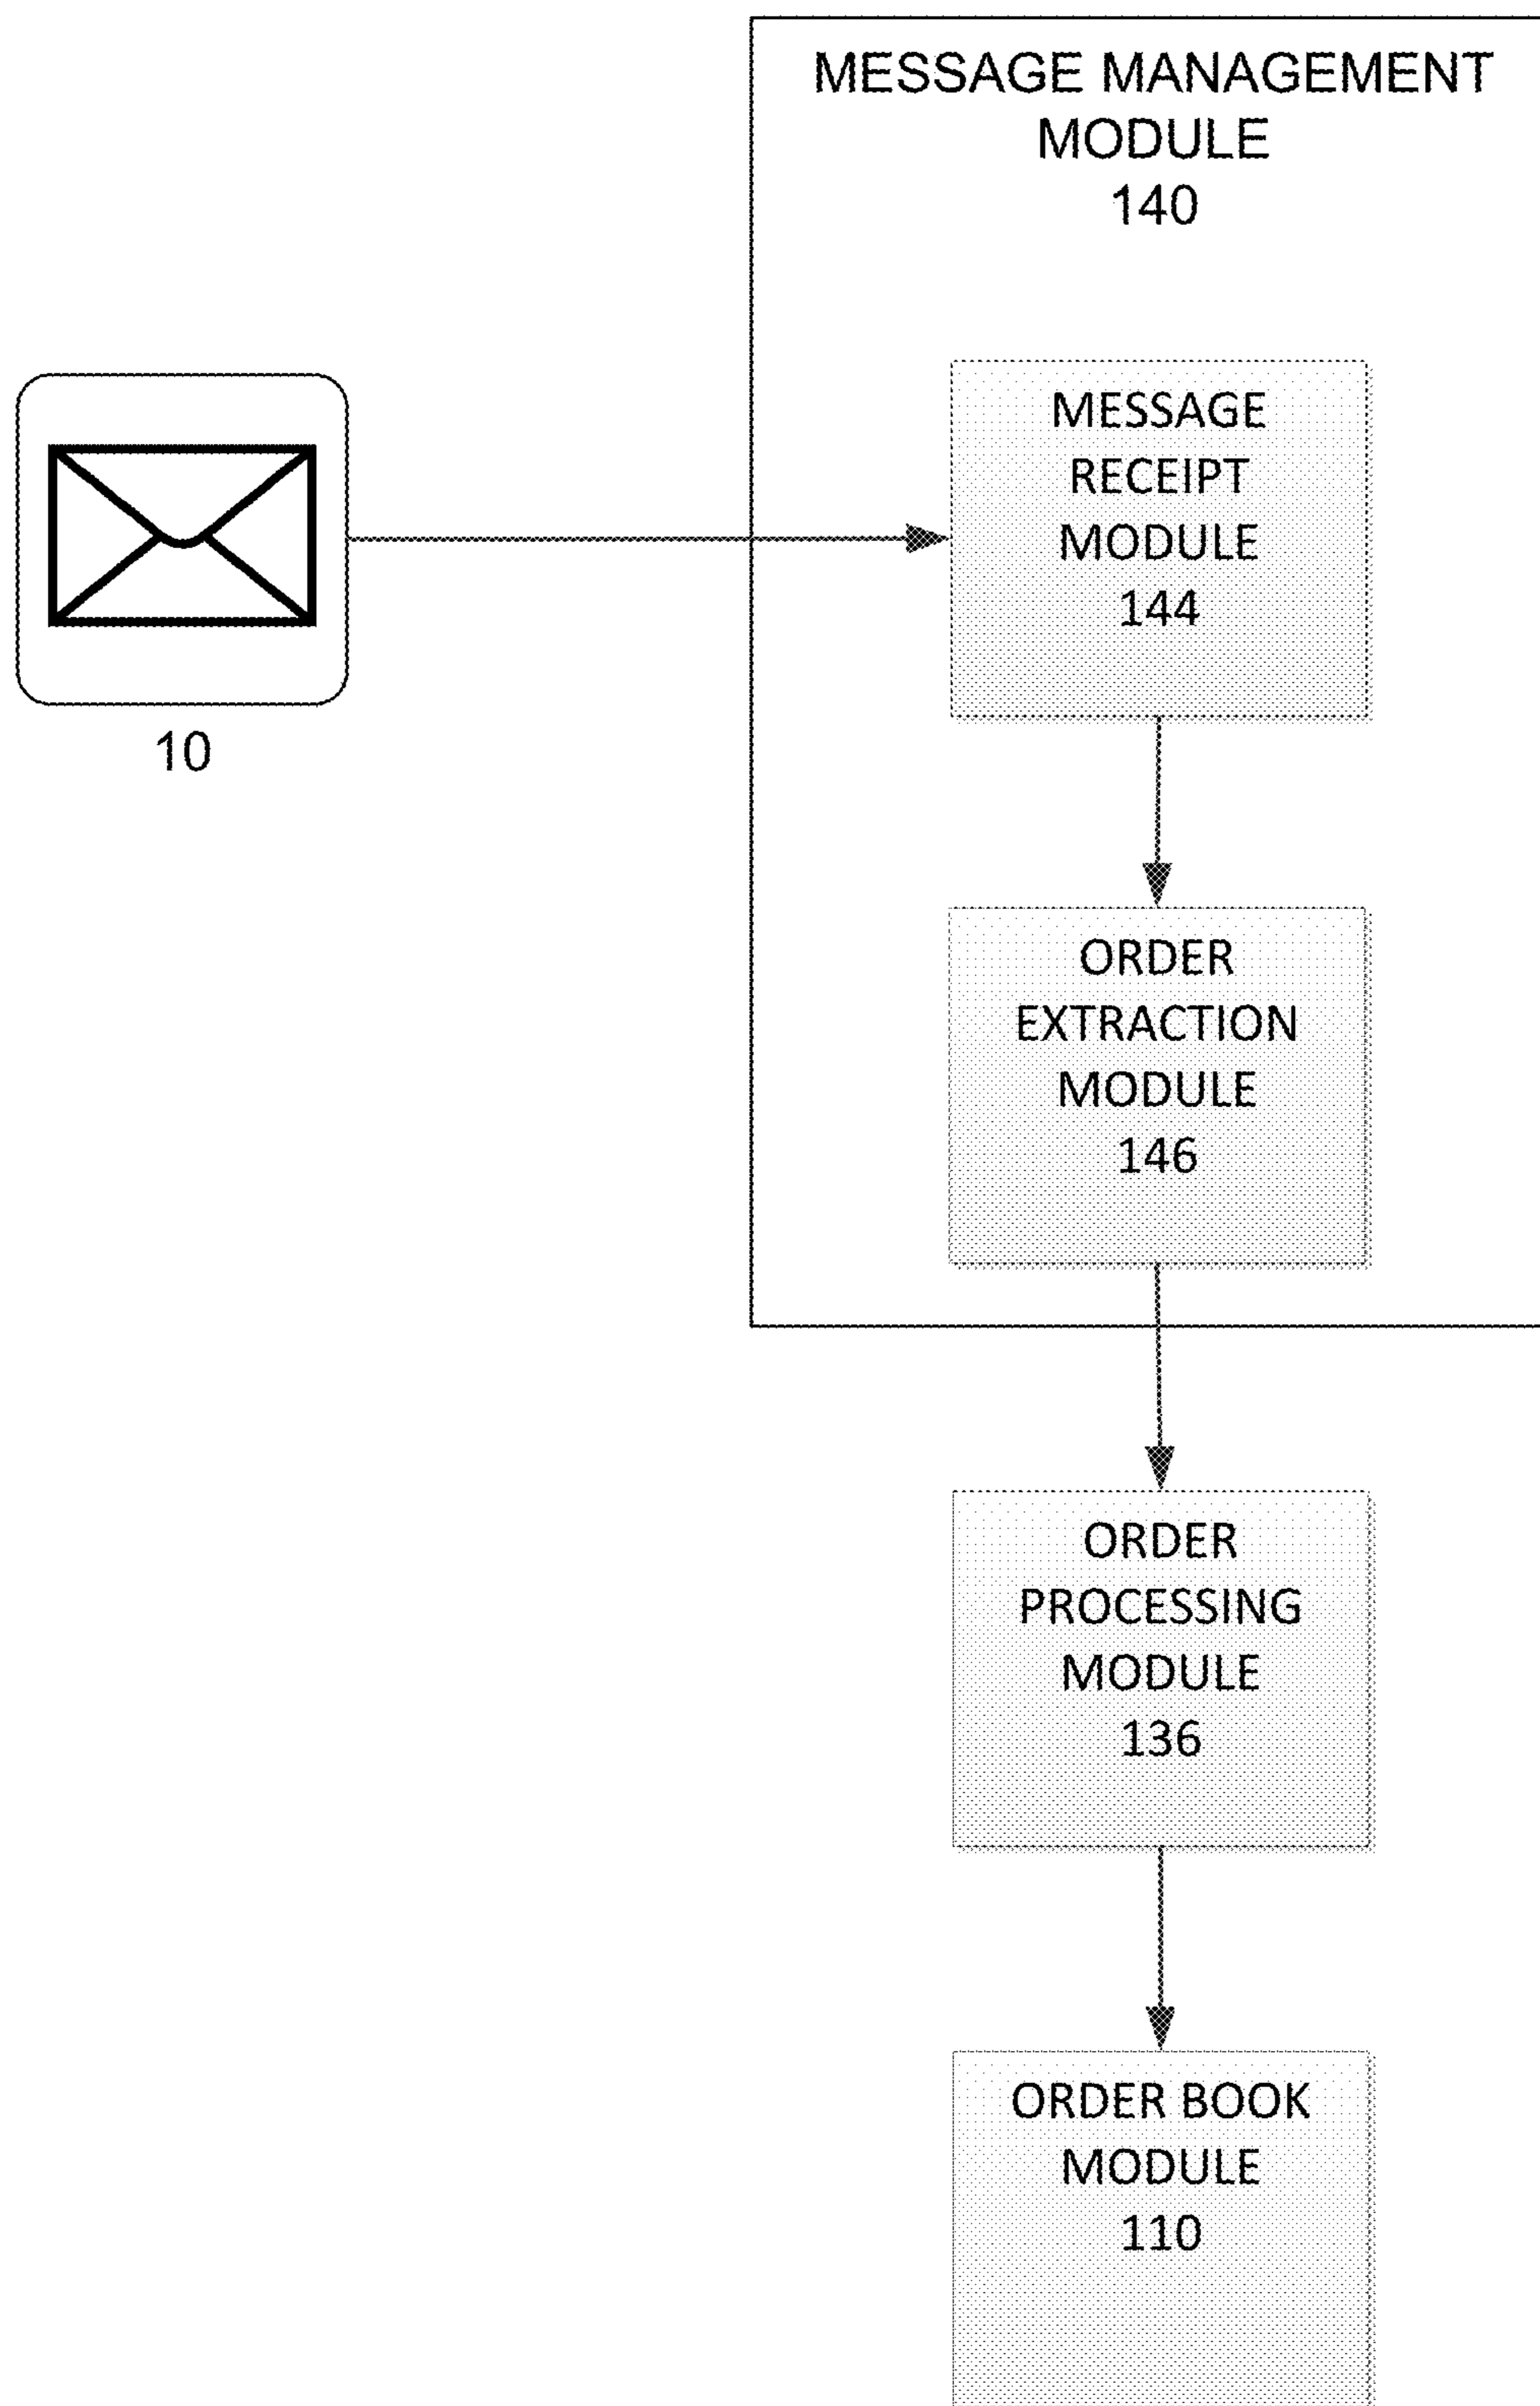 MESSAGE MANAGEMENT
MODULE
140
MESSAGE
RECEIPT
MODULE
144
10
ORDER
EXTRACTION
MODULE
146
ORDER
PROCESSING
MODULE
136
ORDER BOOK
MODULE
110